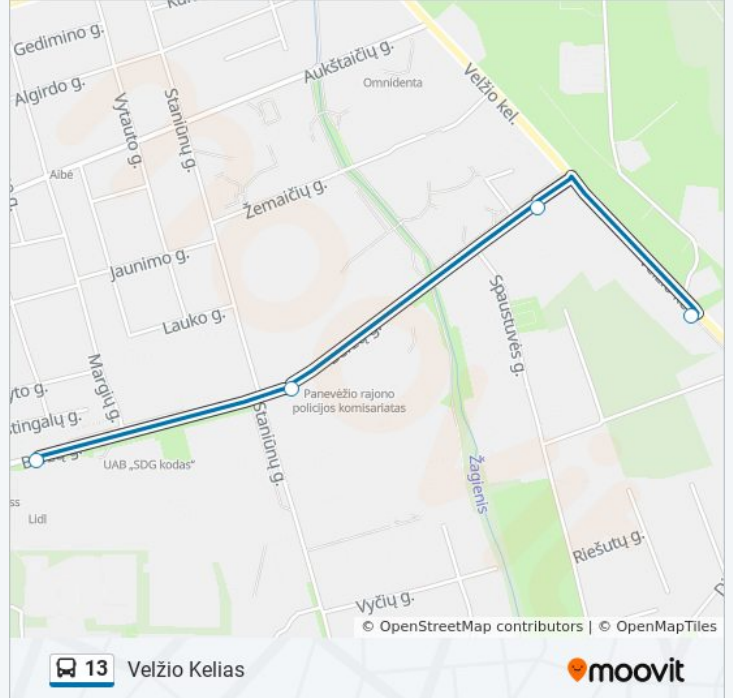 Gedimino g.
Aukštaičių g.
Omnidenta
Velžio kel.
Algirdo g.
Vytauto g.
Staniūnų g.
Aibė
Žemaičių g.
Jaunimo g.
Spaustuvės g.
Lauko g.
Margių g.
Panevėžio rajono
policijos komisariatas
Staniūnų g.
UAB „SDG kodas“
Žagienis
Lidl
Riešutų g.
Vyčių g.
© OpenStreetMap contributors | © OpenMapTiles
13 Velžio Kelias
moovit